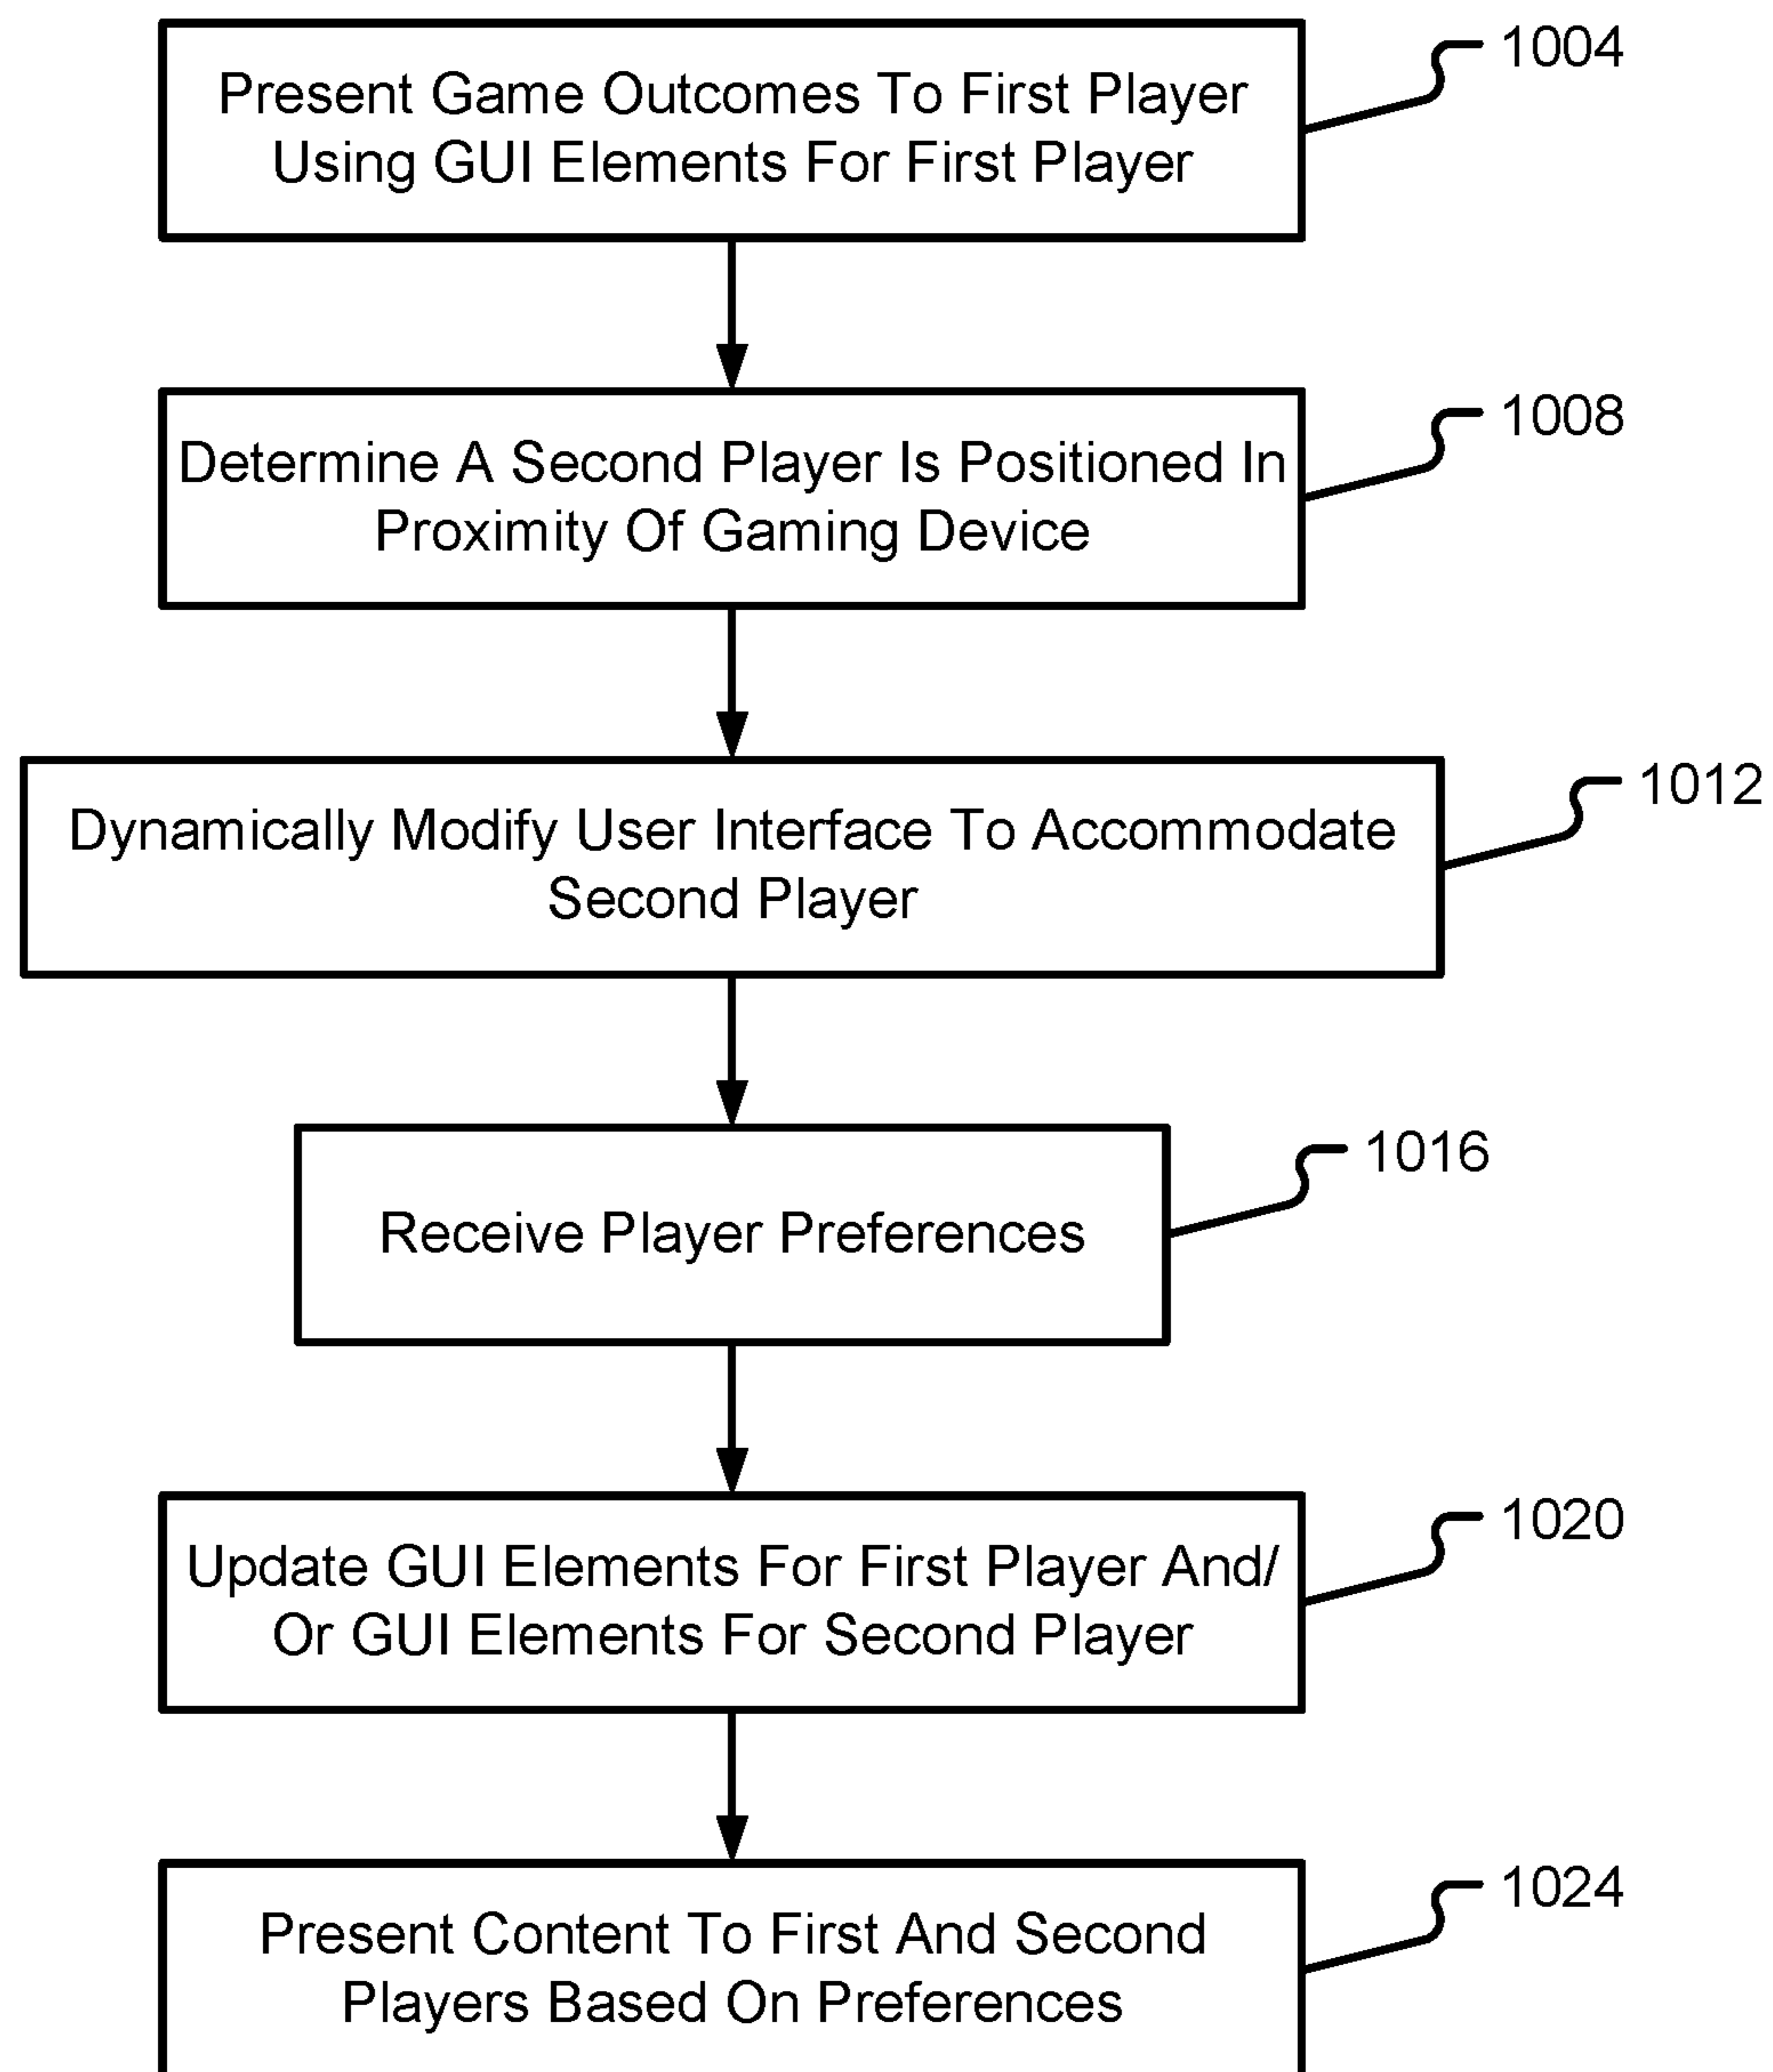 1004
Present Game Outcomes To First Player
Using GUI Elements For First Player
1008
Determine A Second Player Is Positioned In
Proximity Of Gaming Device
1012
Dynamically Modify User Interface To Accommodate
Second Player
1016
Receive Player Preferences
1020
Update GUI Elements For First Player And/
Or GUI Elements For Second Player
1024
Present Content To First And Second
Players Based On Preferences